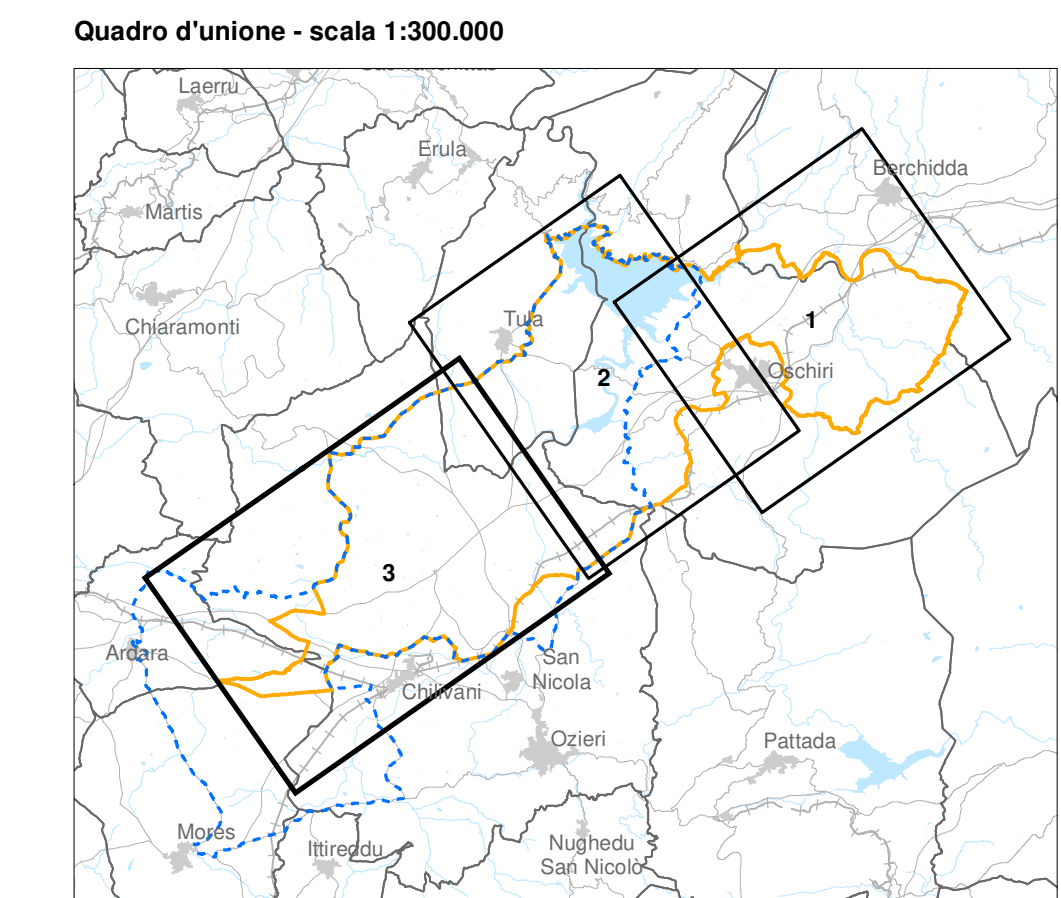 Quadro d'unione - scala 1:300.000
Laerru
Erula
Berchidda
Martis
Chiaramonti
Tula
1
Oschiri
2
3
Ardara
San
Nicola
Chilivani
Ozieri
Pattada
Mores
Ittireddu
Nughedu
San Nicolò